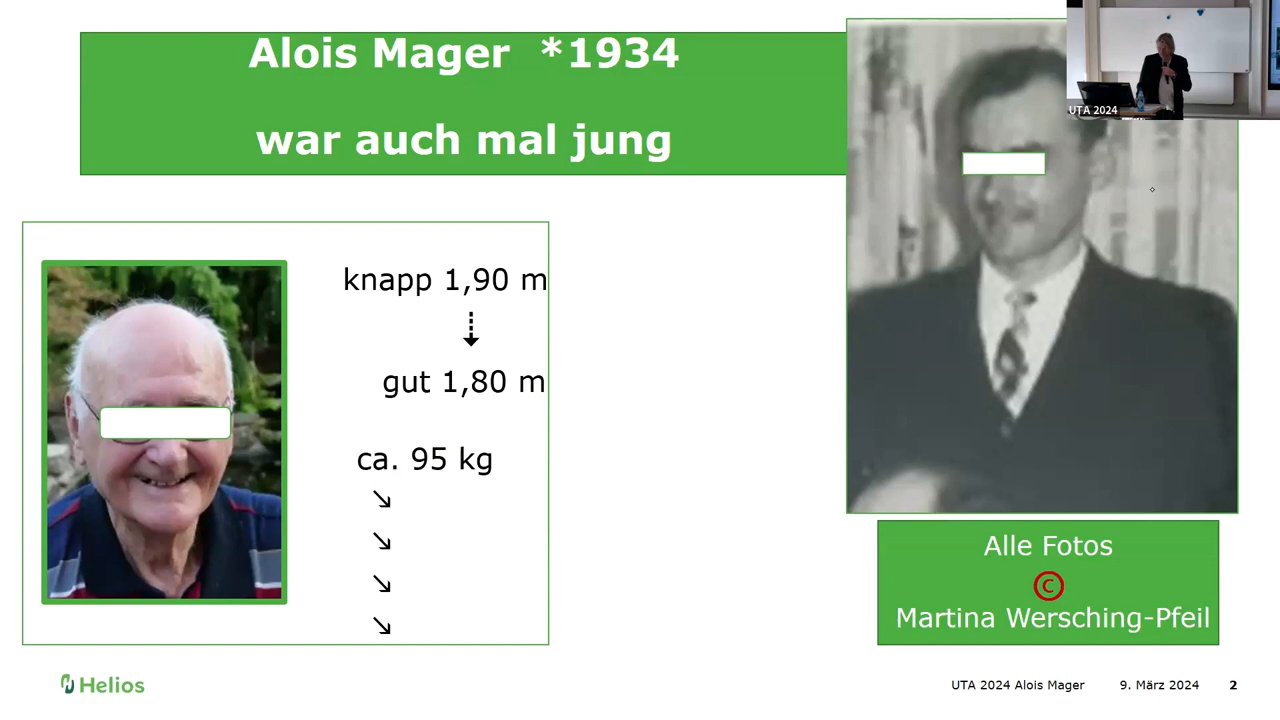 Alois Mager *1934
war auch mal jung
UTA 2024
knapp 1,90 m
gut 1,80 m
ca. 95 kg
Alle Fotos
©
Martina Wersching-Pfeil
Helios
UTA 2024 Alois Mager 9. März 2024 2